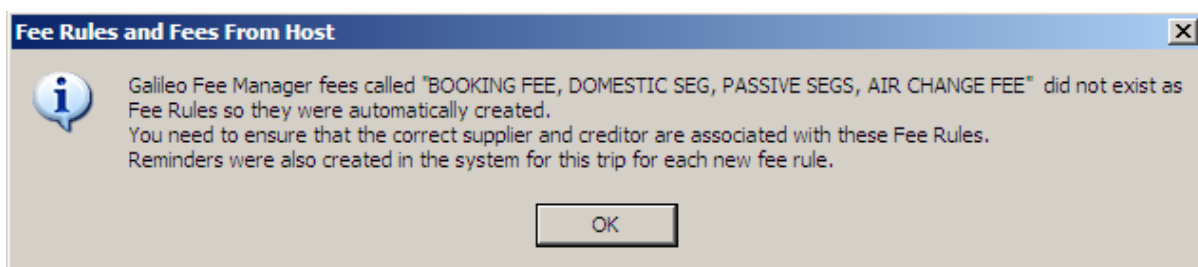 Fee Rules and Fees From Host
Galileo Fee Manager fees called "BOOKING FEE, DOMESTIC SEG, PASSIVE SEGS, AIR CHANGE FEE" did not exist as
Fee Rules so they were automatically created.
You need to ensure that the correct supplier and creditor are associated with these Fee Rules.
Reminders were also created in the system for this trip for each new fee rule.
OK